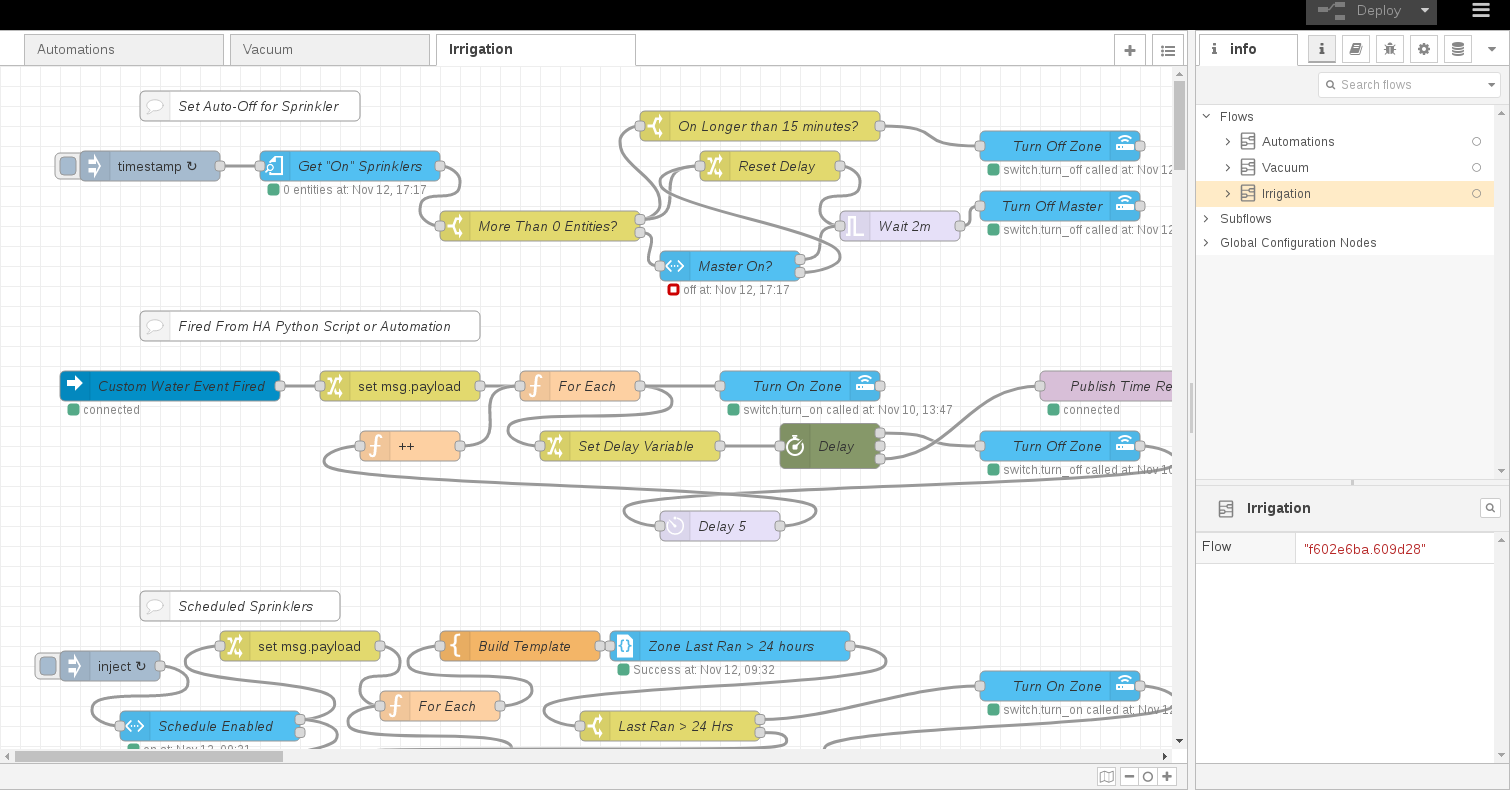 Deploy
Automations
Vacuum
Irrigation
info
Search flows
Flows
Automations
Vacuum
Irrigation
Subflows
Global Configuration Nodes
Set Auto-Off for Sprinkler
On Longer than 15 minutes?
Turn Off Zone
switch.turn_off called at: Nov 12
timestamp ↻
Get "On" Sprinklers
0 entities at: Nov 12, 17:17
Reset Delay
More Than 0 Entities?
Wait 2m
Turn Off Master
switch.turn_off called at: Nov 12
Master On?
off at: Nov 12, 17:17
Fired From HA Python Script or Automation
Custom Water Event Fired
connected
set msg.payload
For Each
Turn On Zone
switch.turn_on called at: Nov 10, 13:47
Publish Time Re
connected
++
Set Delay Variable
Delay
Turn Off Zone
switch.turn_off called at: Nov 10
Delay 5
Scheduled Sprinklers
set msg.payload
Build Template
Zone Last Ran > 24 hours
Success at: Nov 12, 09:32
inject ↻
For Each
Turn On Zone
switch.turn_on called at: Nov 12
Schedule Enabled
Last Ran > 24 Hrs
Irrigation
Flow
"f602e6ba.609d28"